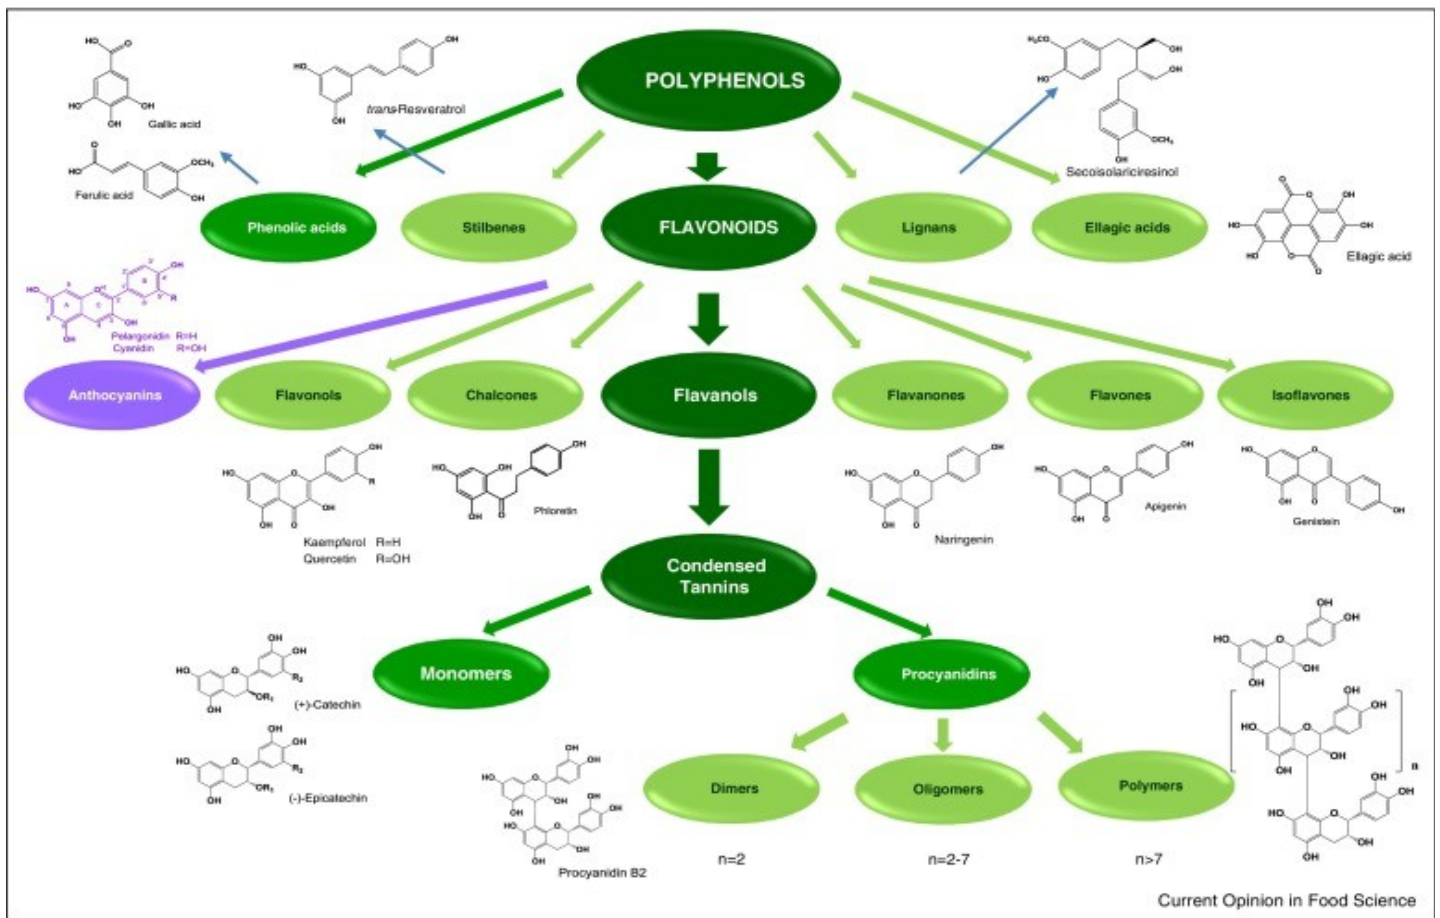 POLYPHENOLS
Gallic acid
trans-Resveratrol
Ferulic acid
Secoisolariciresinol
Phenolic acids
Stilbenes
FLAVONOIDS
Lignans
Ellagic acids
Ellagic acid
Pelargonidin R=H
Cyanidin R=OH
Anthocyanins
Flavonols
Chalcones
Flavanols
Flavanones
Flavones
Isoflavones
Kaempferol R=H
Quercetin R=OH
Phloretin
Naringenin
Apigenin
Genistein
Condensed
Tannins
Monomers
Procyanidins
(+)-Catechin
(-)-Epicatechin
Dimers
Oligomers
Polymers
Procyanidin B2
n=2
n=2-7
n>7
n
Current Opinion in Food Science